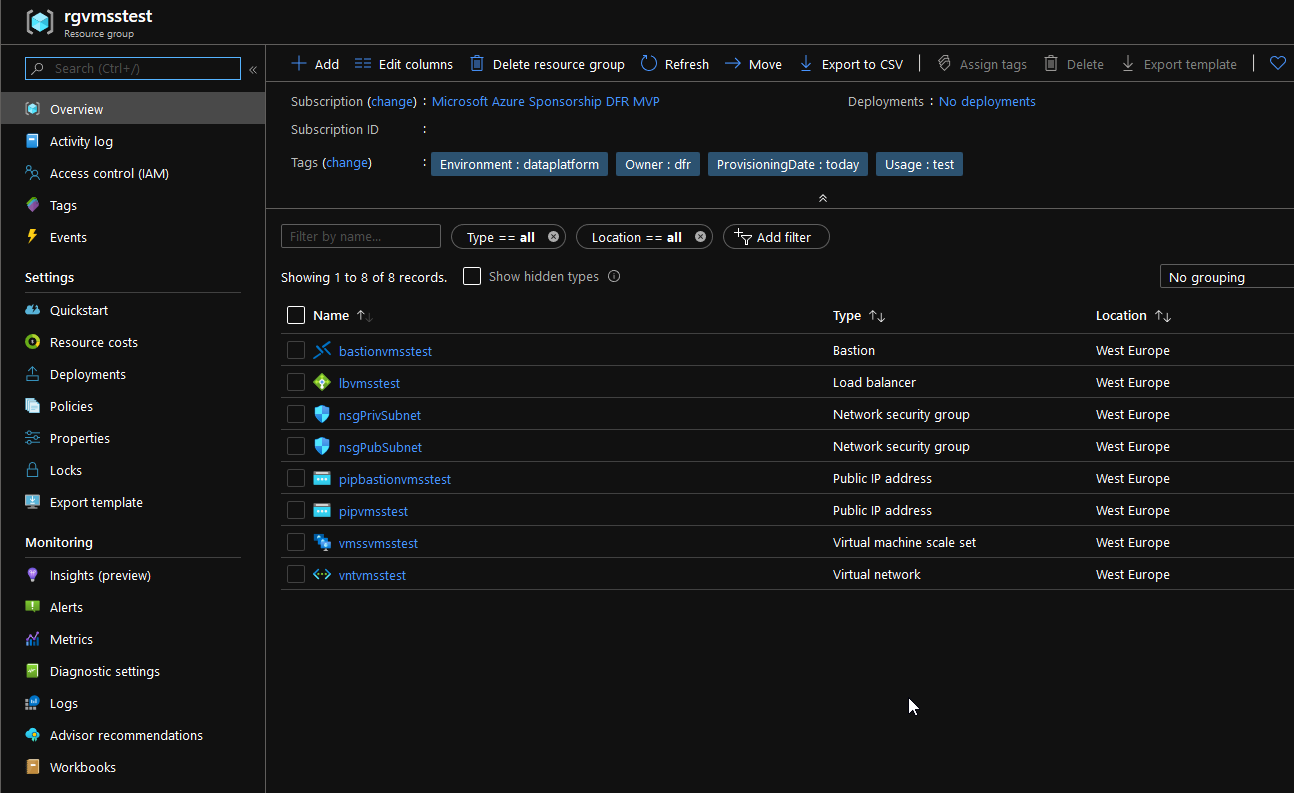 rgvmsstest
Resource group
Search (Ctrl+/)
«
Overview
Activity log
Access control (IAM)
Tags
Events
Settings
Quickstart
Resource costs
Deployments
Policies
Properties
Locks
Export template
Monitoring
Insights (preview)
Alerts
Metrics
Diagnostic settings
Logs
Advisor recommendations
Workbooks
Add Edit columns Delete resource group Refresh Move Export to CSV Assign tags Delete Export template
Subscription (change) : Microsoft Azure Sponsorship DFR MVP Deployments : No deployments
Subscription ID :
Tags (change) : Environment : dataplatform Owner : dfr ProvisioningDate : today Usage : test
Filter by name... Type == all Location == all Add filter
Showing 1 to 8 of 8 records. Show hidden types No grouping
Name Type Location
bastionvmsstest Bastion West Europe
lbvmsstest Load balancer West Europe
nsgPrivSubnet Network security group West Europe
nsgPubSubnet Network security group West Europe
pipbastionvmsstest Public IP address West Europe
pipvmsstest Public IP address West Europe
vmssvmsstest Virtual machine scale set West Europe
vntvmsstest Virtual network West Europe